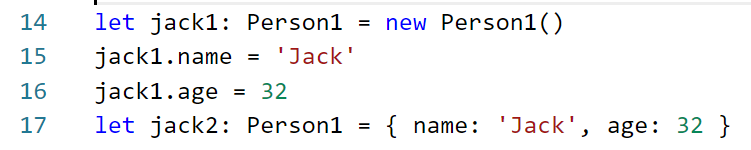 14 let jack1: Person1 = new Person1()
15 jack1.name = 'Jack'
16 jack1.age = 32
17 let jack2: Person1 = { name: 'Jack', age: 32 }